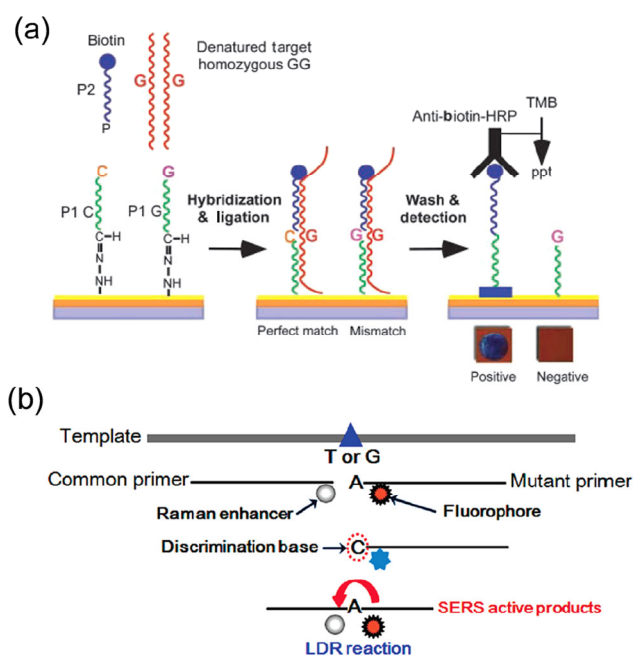 (a)
Biotin
Denatured target
homozygous GG
P2
G G
P
C
G
P1 C
P1 G
C–H
C–H
N
N
NH
NH
Hybridization
& ligation
C G
G G
Perfect match
Mismatch
Wash &
detection
Anti-biotin-HRP
TMB
ppt
G
Positive
Negative
(b)
Template
T or G
Common primer
A
Mutant primer
Raman enhancer
Fluorophore
Discrimination base
C
A
SERS active products
LDR reaction